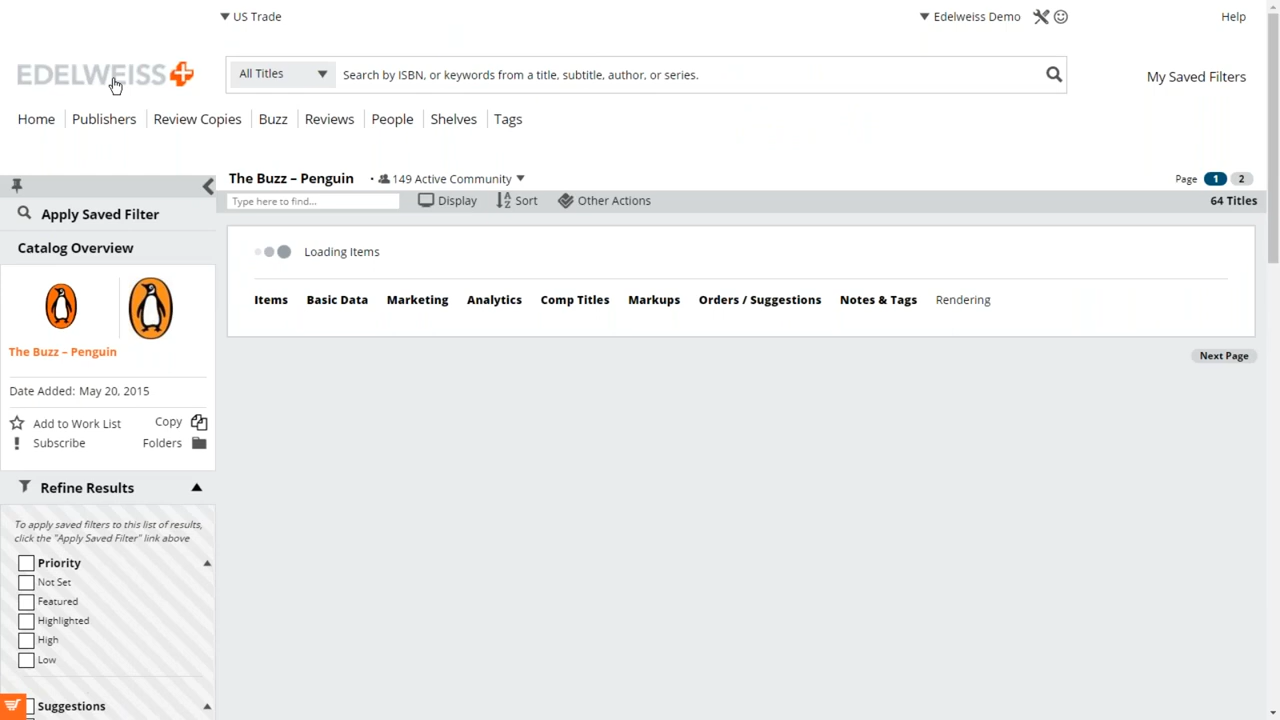 US Trade
Edelweiss Demo
Help
EDELWEISS
All Titles
Search by ISBN, or keywords from a title, subtitle, author, or series.
My Saved Filters
Home
Publishers
Review Copies
Buzz
Reviews
People
Shelves
Tags
The Buzz – Penguin
• 149 Active Community
Page 1 2
Type here to find...
Display
Sort
Other Actions
64 Titles
Apply Saved Filter
Catalog Overview
The Buzz – Penguin
Date Added: May 20, 2015
Add to Work List
Copy
Subscribe
Folders
Refine Results
To apply saved filters to this list of results,
click the "Apply Saved Filter" link above
Priority
Not Set
Featured
Highlighted
High
Low
Suggestions
Loading Items
Items
Basic Data
Marketing
Analytics
Comp Titles
Markups
Orders / Suggestions
Notes & Tags
Rendering
Next Page